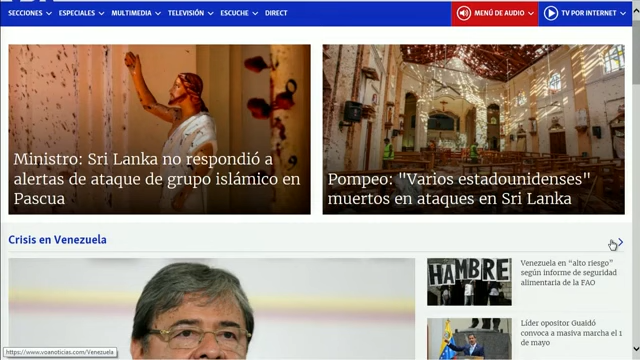 SECCIONES ESPECIALES MULTIMEDIA TELEVISIÓN ESCUCHE DIRECT
MENÚ DE AUDIO
TV POR INTERNET
Ministro: Sri Lanka no respondió a
alertas de ataque de grupo islámico en
Pascua
Pompeo: "Varios estadounidenses"
muertos en ataques en Sri Lanka
Crisis en Venezuela
HAMBRE
Venezuela en “alto riesgo”
según informe de seguridad
alimentaria de la FAO
Líder opositor Guaidó
convoca a masiva marcha el 1
de mayo
https://www.voanoticias.com/Venezuela